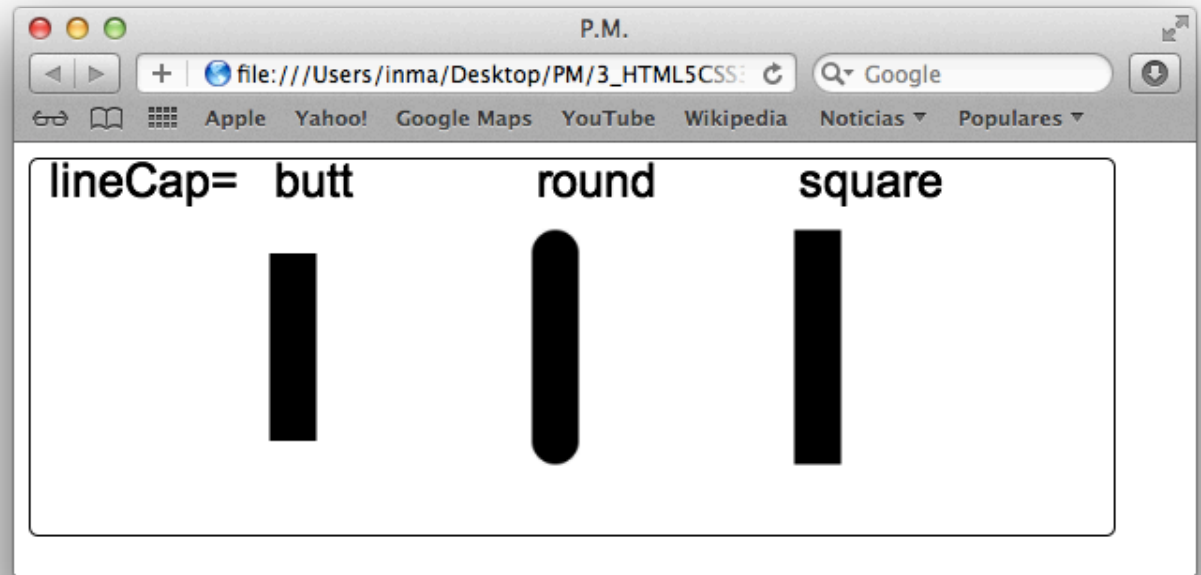 P.M.
file:///Users/inma/Desktop/PM/3_HTML5CSS
Google
Apple Yahoo! Google Maps YouTube Wikipedia Noticias Populares
lineCap= butt round square